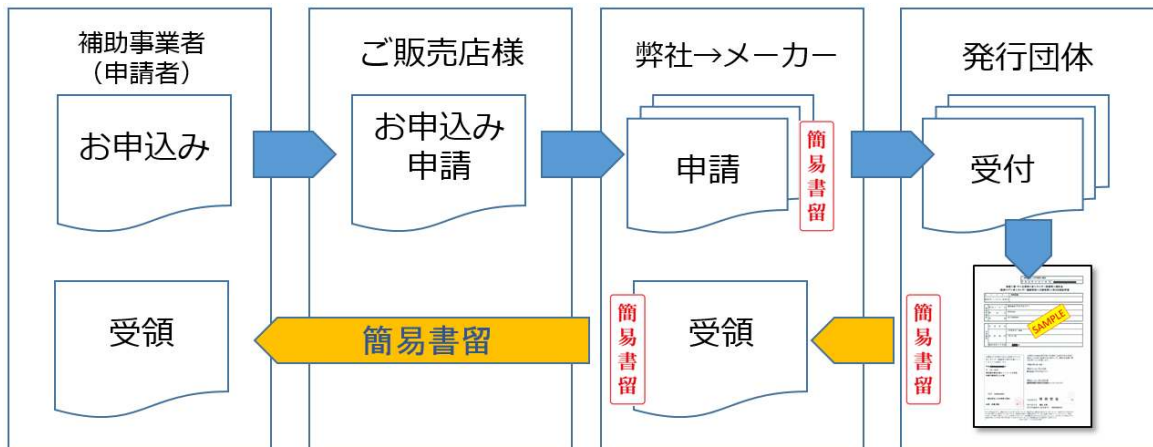 補助事業者
（申請者）
お申込み
受領
ご販売店様
お申込み
申請
簡易書留
弊社→メーカー
申請
簡易書留
簡易書留
受領
発行団体
受付
簡易書留
SAMPLE